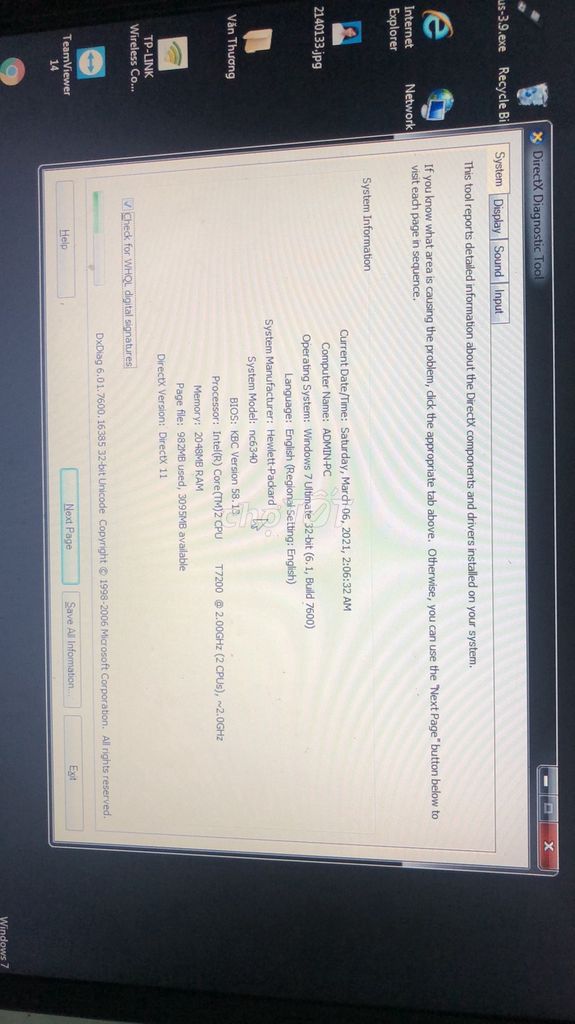 us-3.9.exe
Recycle Bi
Internet
Explorer
Network
2140133.jpg
Văn Thương
TP-LINK
Wireless Co...
TeamViewer
14
DirectX Diagnostic Tool
System Display Sound Input
This tool reports detailed information about the DirectX components and drivers installed on your system.
If you know what area is causing the problem, click the appropriate tab above. Otherwise, you can use the "Next Page" button below to
visit each page in sequence.
System Information
Current Date/Time: Saturday, March 06, 2021, 2:06:32 AM
Computer Name: ADMIN-PC
Operating System: Windows 7 Ultimate 32-bit (6.1, Build 7600)
Language: English (Regional Setting: English)
System Manufacturer: Hewlett-Packard
System Model: nc6340
BIOS: KBC Version 58.13
Processor: Intel(R) Core(TM)2 CPU T7200 @ 2.00GHz (2 CPUs), ~2.0GHz
Memory: 2048MB RAM
Page file: 982MB used, 3095MB available
DirectX Version: DirectX 11
Check for WHQL digital signatures
DxDiag 6.01.7600.16385 32-bit Unicode Copyright © 1998-2006 Microsoft Corporation. All rights reserved.
Help
Next Page
Save All Information...
Exit
Windows 7